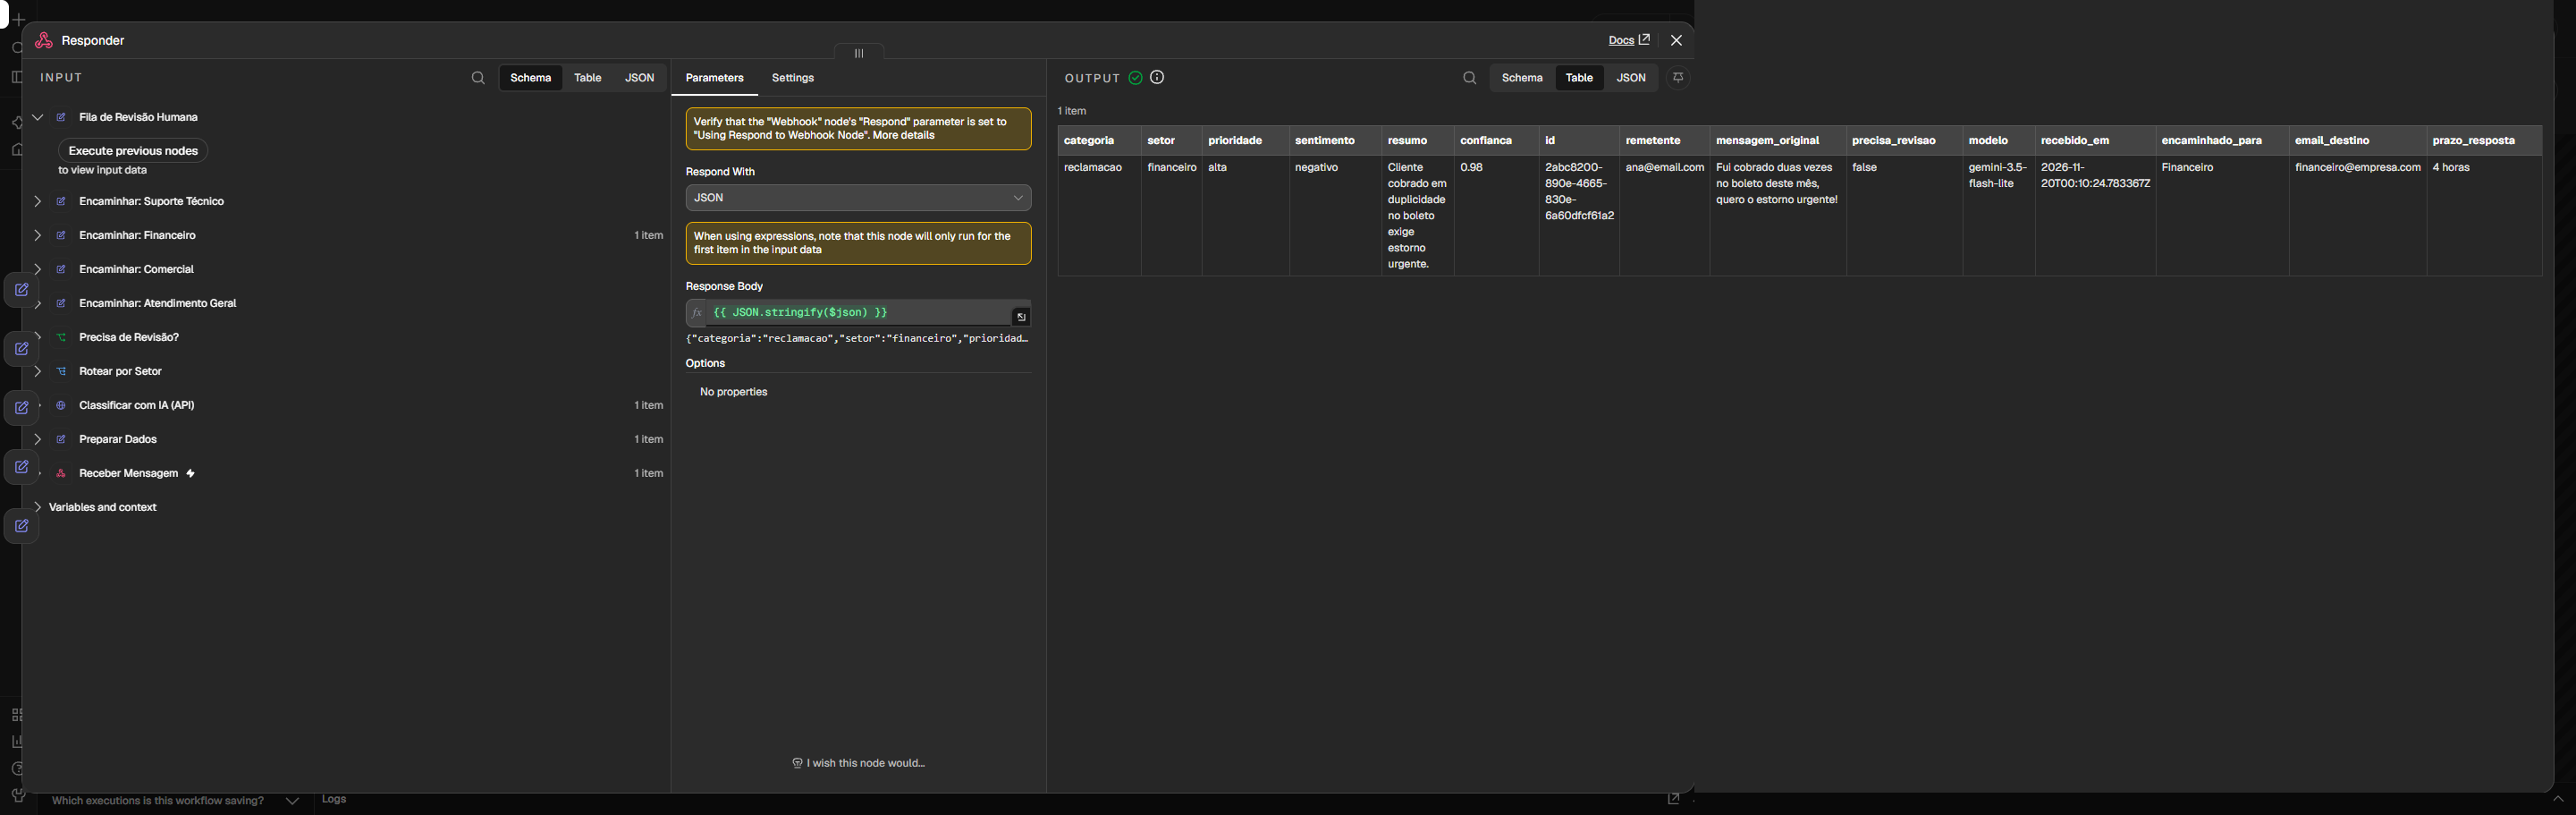 Responder
Docs
INPUT
Schema
Table
JSON
Fila de Revisão Humana
Execute previous nodes
to view input data
Encaminhar: Suporte Técnico
Encaminhar: Financeiro
1 item
Encaminhar: Comercial
Encaminhar: Atendimento Geral
Precisa de Revisão?
Rotear por Setor
Classificar com IA (API)
1 item
Preparar Dados
1 item
Receber Mensagem
1 item
Variables and context
Parameters
Settings
Verify that the "Webhook" node's "Respond" parameter is set to
"Using Respond to Webhook Node". More details
Respond With
JSON
When using expressions, note that this node will only run for the
first item in the input data
Response Body
fx
{{ JSON.stringify($json) }}
{"categoria":"reclamacao","setor":"financeiro","prioridad…
Options
No properties
I wish this node would...
OUTPUT
Schema
Table
JSON
1 item
categoria setor prioridade sentimento resumo confianca id remetente mensagem_original precisa_revisao modelo recebido_em encaminhado_para email_destino prazo_resposta
reclamacao
financeiro
alta
negativo
Cliente
cobrado em
duplicidade
no boleto
exige
estorno
urgente.
0.98
2abc8200-
890e-4665-
830e-
6a60dfcf61a2
ana@email.com
Fui cobrado duas vezes
no boleto deste mês,
quero o estorno urgente!
false
gemini-3.5-
flash-lite
2026-11-
20T00:10:24.783367Z
Financeiro
financeiro@empresa.com
4 horas
Which executions is this workflow saving?
Logs